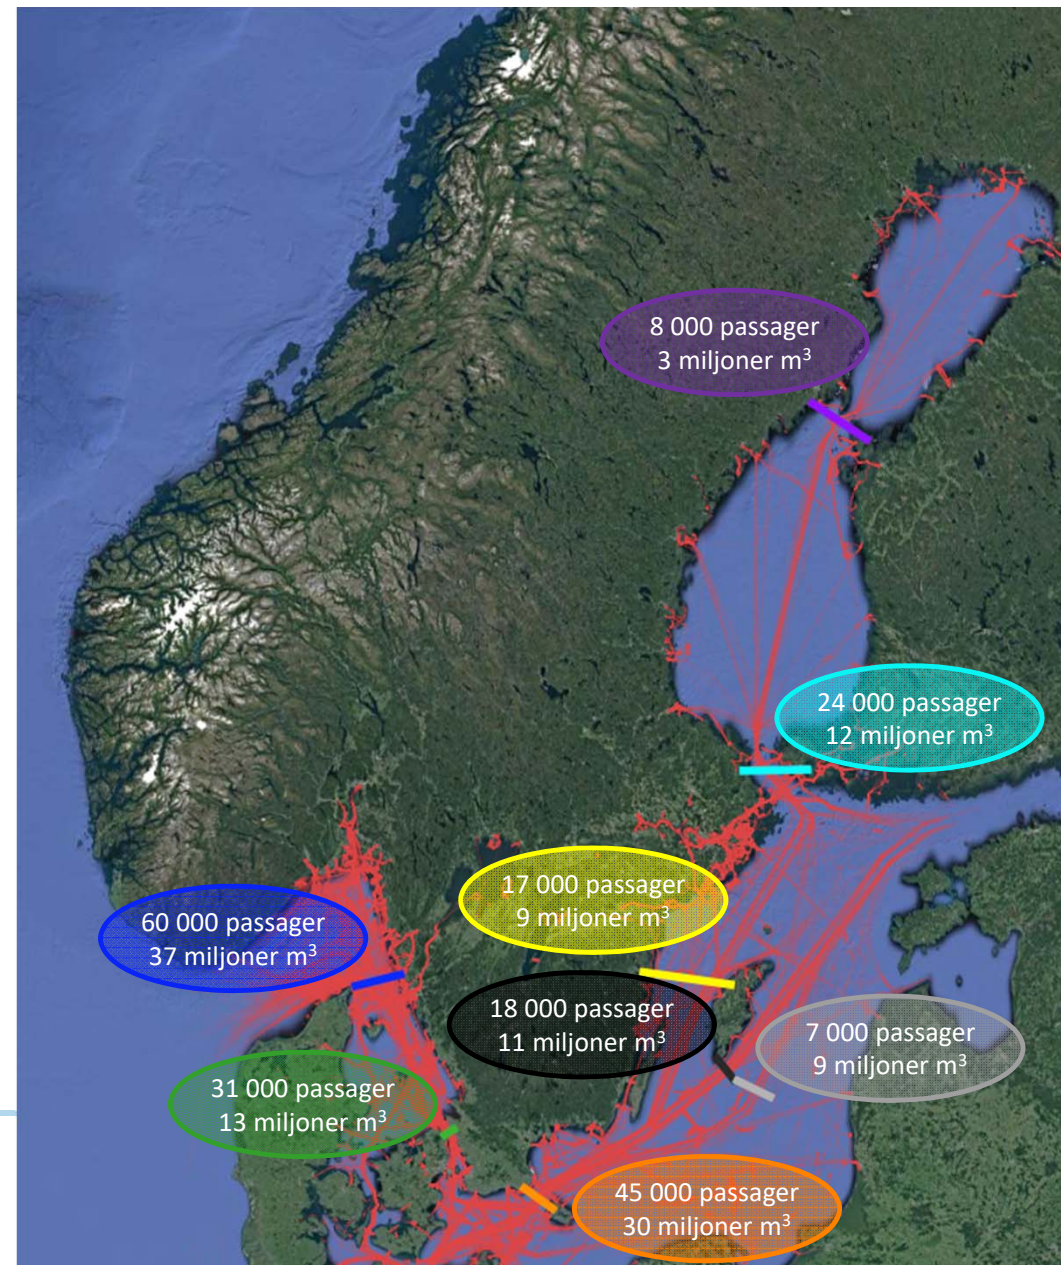 8 000 passager
3 miljoner m³
24 000 passager
12 miljoner m³
17 000 passager
9 miljoner m³
60 000 passager
37 miljoner m³
18 000 passager
11 miljoner m³
7 000 passager
9 miljoner m³
31 000 passager
13 miljoner m³
45 000 passager
30 miljoner m³